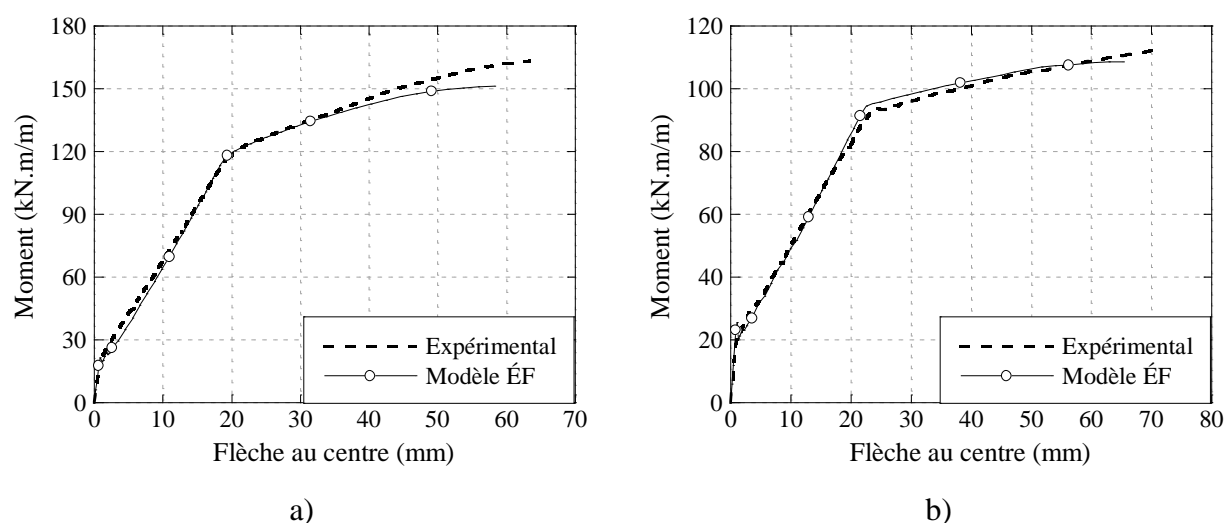 180
150
120
90
60
30
0
Moment (kN.m/m)
0 10 20 30 40 50 60 70
Flèche au centre (mm)
Expérimental
Modèle ÉF
a)
120
100
80
60
40
20
0
Moment (kN.m/m)
0 10 20 30 40 50 60 70 80
Flèche au centre (mm)
Expérimental
Modèle ÉF
b)